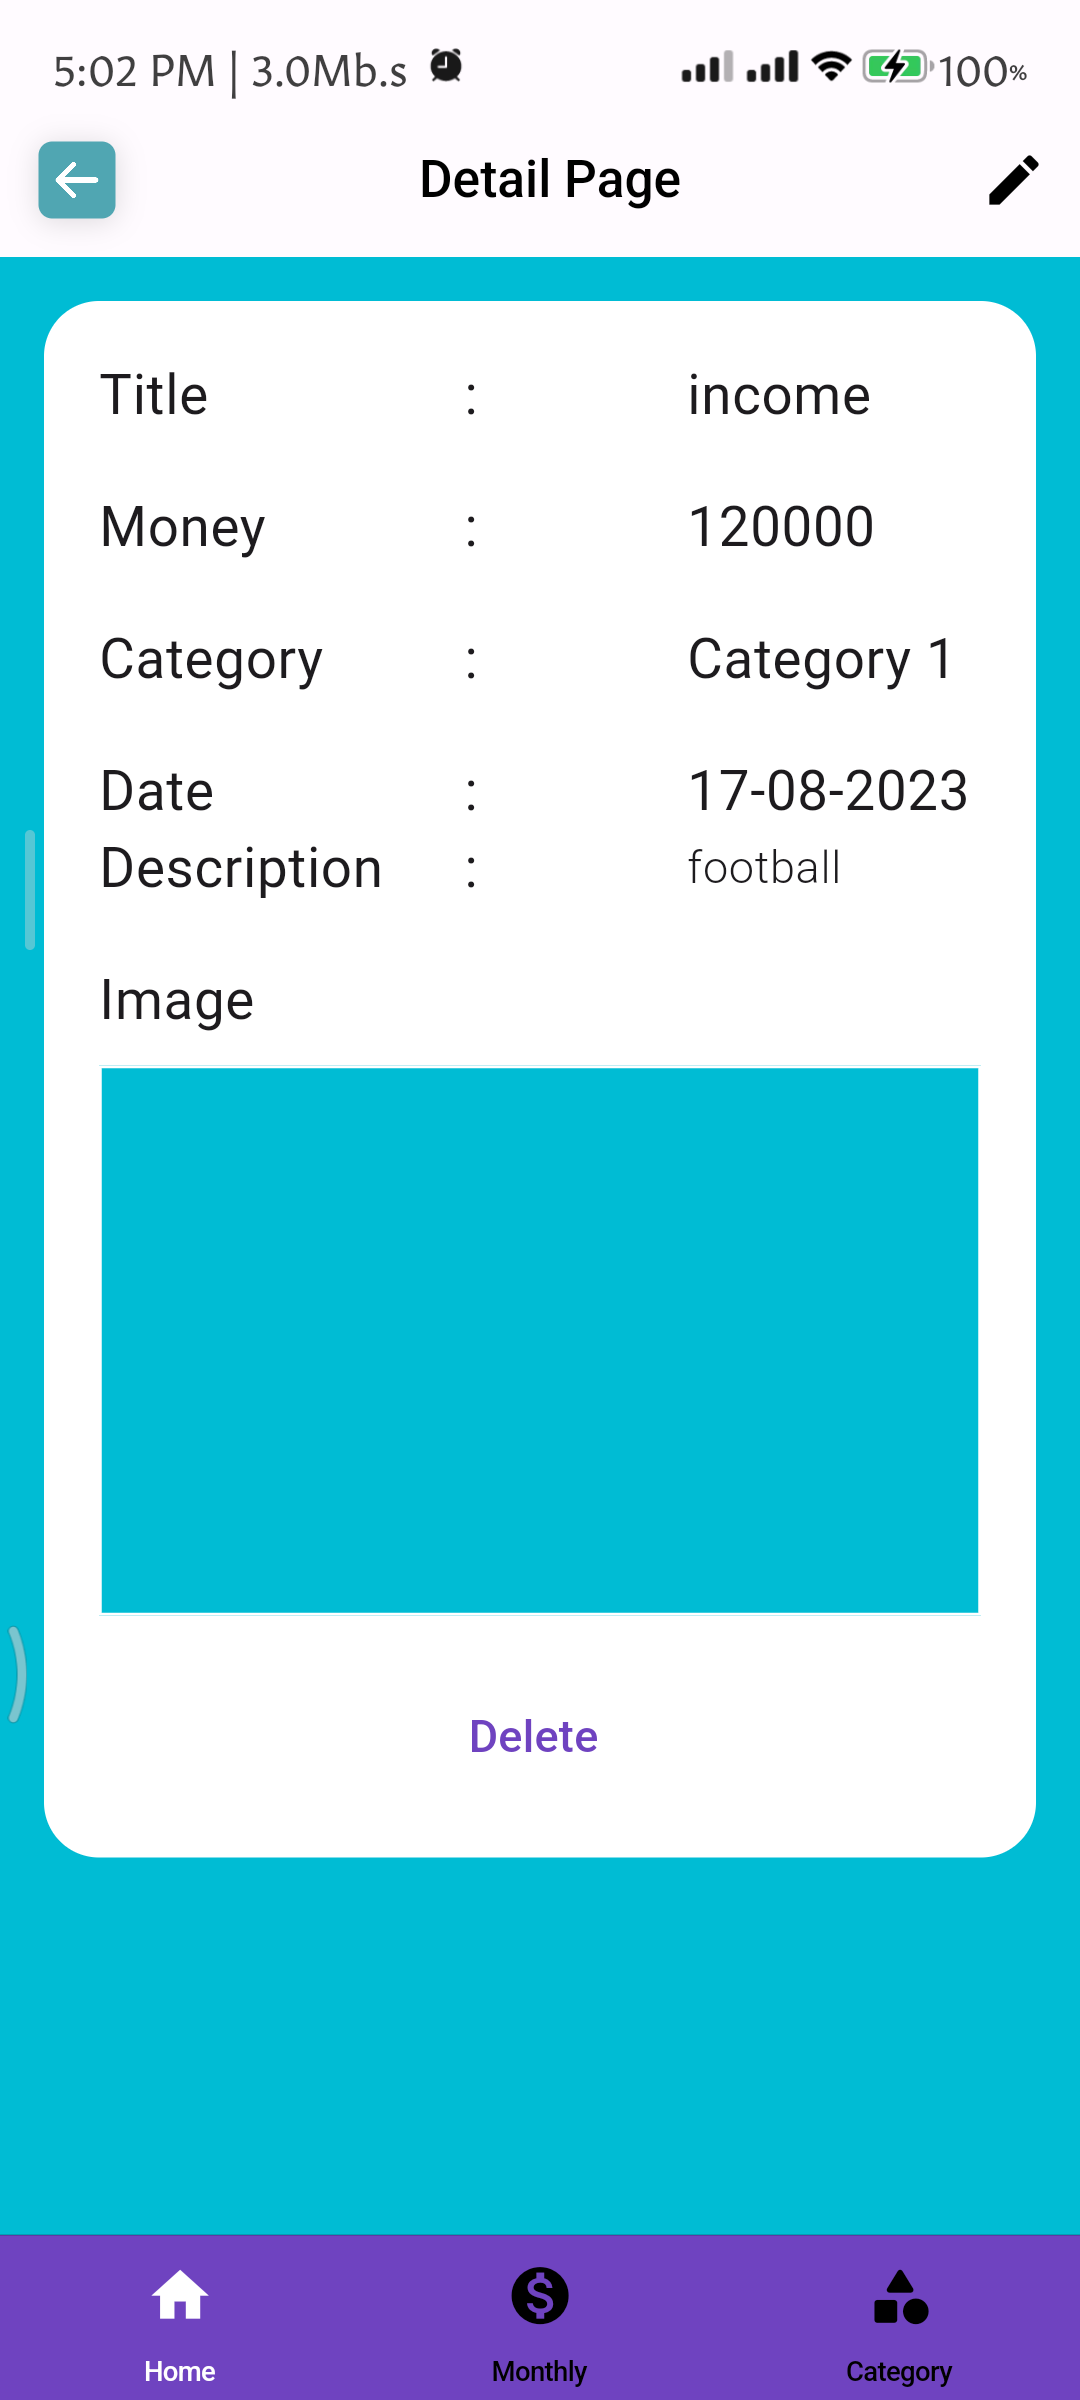 5:02 PM | 3.0Mb.s 100%
Detail Page
Title : income
Money : 120000
Category : Category 1
Date : 17-08-2023
Description : football
Image
Delete
Home Monthly Category